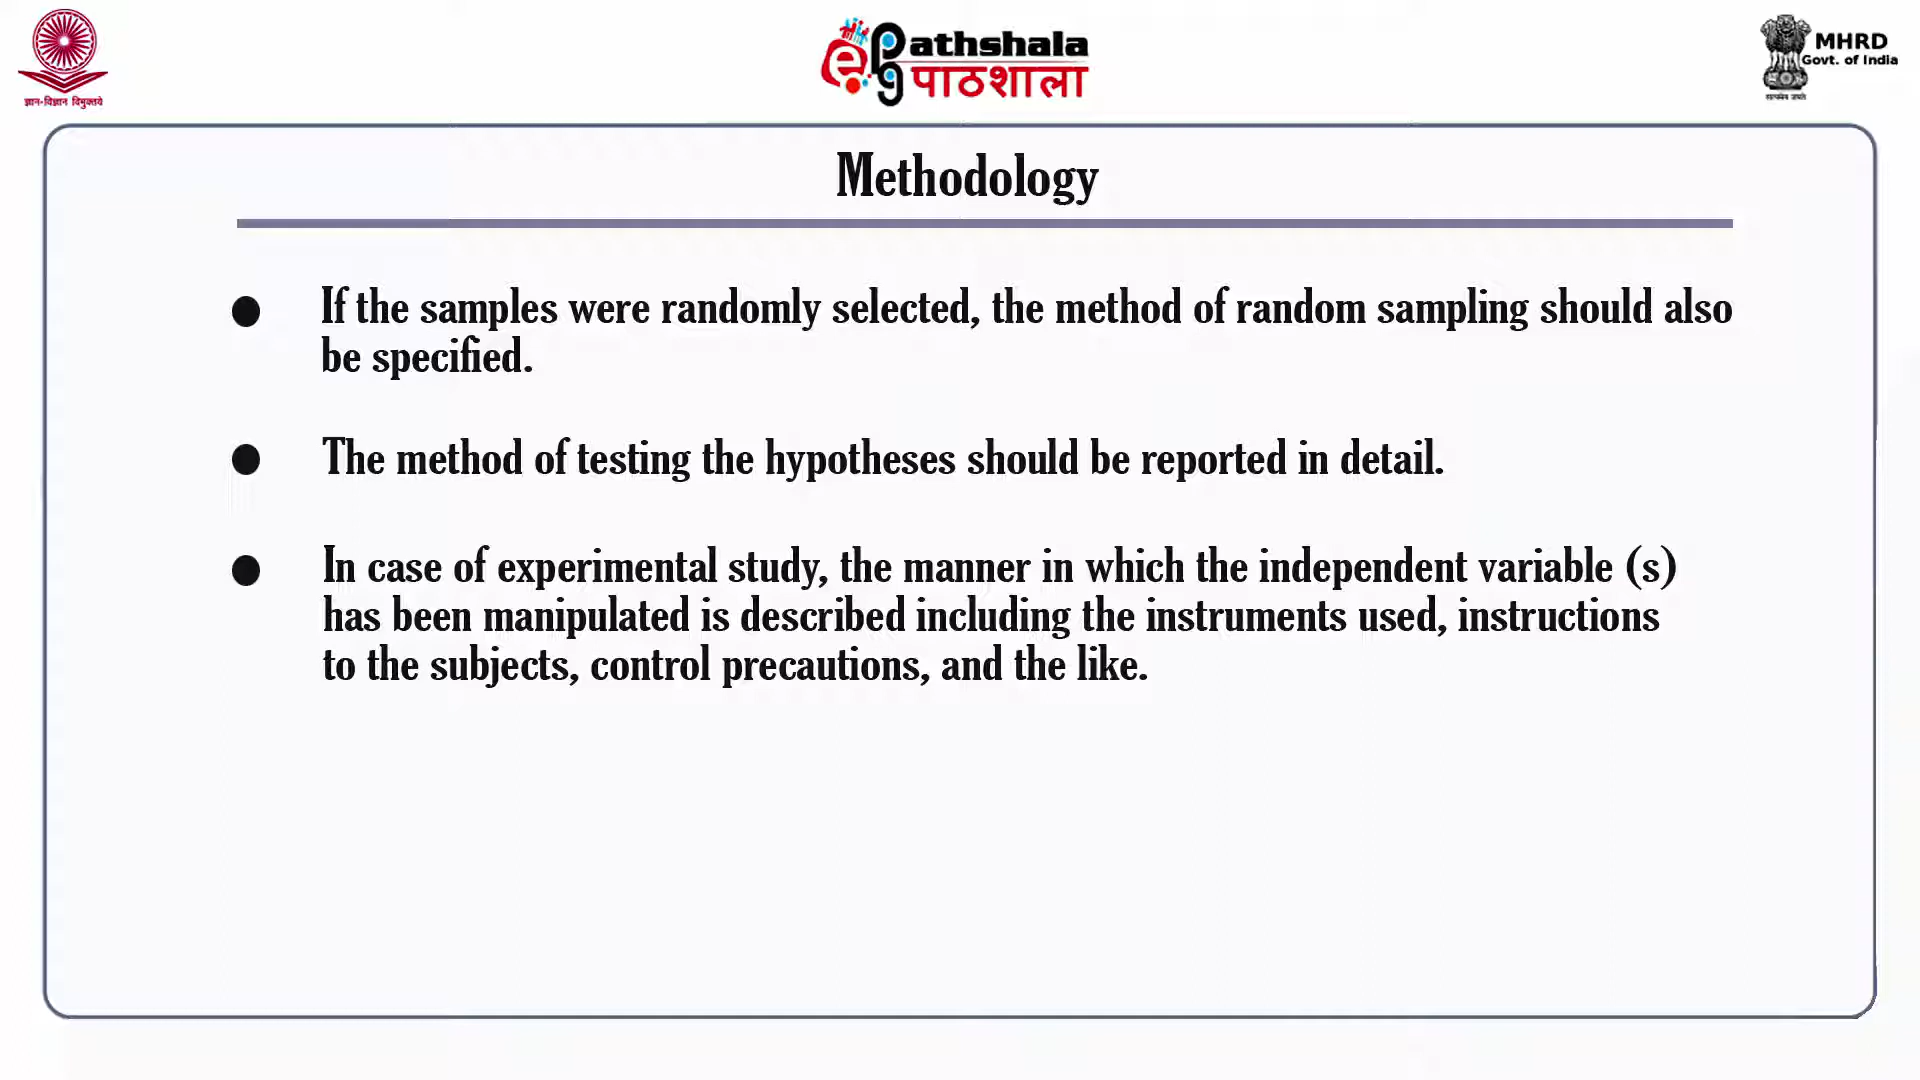 ज्ञान-विज्ञान विमुक्तये
Pathshala
पाठशाला
MHRD
Govt. of India
सत्यमेव जयते
Methodology
If the samples were randomly selected, the method of random sampling should also
be specified.
The method of testing the hypotheses should be reported in detail.
In case of experimental study, the manner in which the independent variable (s)
has been manipulated is described including the instruments used, instructions
to the subjects, control precautions, and the like.